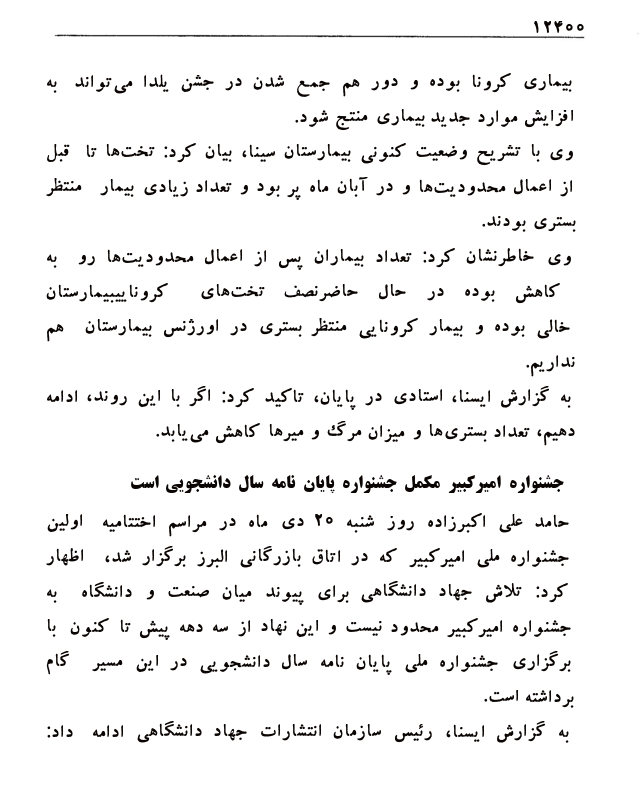 ۱۲۴۰۰
بیماری کرونا بوده و دور هم جمع شدن در جشن یلدا می‌تواند به
افزایش موارد جدید بیماری منتج شود.
وی با تشریح وضعیت کنونی بیمارستان سینا، بیان کرد: تخت‌ها تا قبل
از اعمال محدودیت‌ها و در آبان ماه پر بود و تعداد زیادی بیمار منتظر
بستری بودند.
وی خاطرنشان کرد: تعداد بیماران پس از اعمال محدودیت‌ها رو به
کاهش بوده در حال حاضرنصف تخت‌های کروناییبیمارستان
خالی بوده و بیمار کرونایی منتظر بستری در اورژنس بیمارستان هم
نداریم.
به گزارش ایسنا، استادی در پایان، تاکید کرد: اگر با این روند، ادامه
دهیم، تعداد بستری‌ها و میزان مرگ و میرها کاهش می‌یابد.
جشنواره امیرکبیر مکمل جشنواره پایان نامه سال دانشجویی است
حامد علی اکبرزاده روز شنبه ۲۰ دی ماه در مراسم اختتامیه اولین
جشنواره ملی امیرکبیر که در اتاق بازرگانی البرز برگزار شد، اظهار
کرد: تلاش جهاد دانشگاهی برای پیوند میان صنعت و دانشگاه به
جشنواره امیرکبیر محدود نیست و این نهاد از سه دهه پیش تا کنون با
برگزاری جشنواره ملی پایان نامه سال دانشجویی در این مسیر گام
برداشته است.
به گزارش ایسنا، رئیس سازمان انتشارات جهاد دانشگاهی ادامه داد: